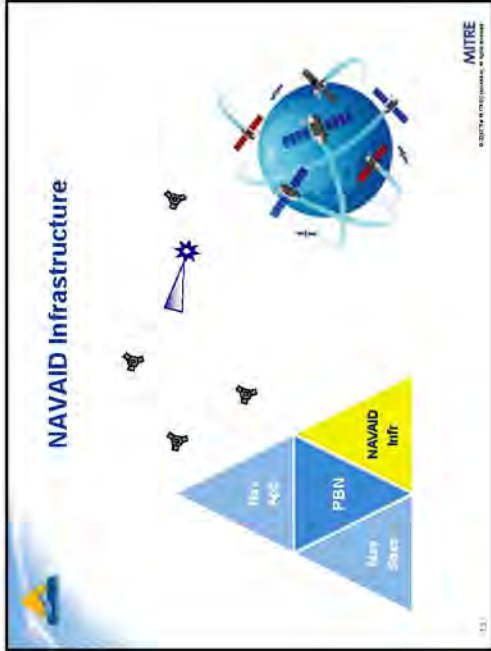 NAVAID Infrastructure
Nav
App
PBN
Nav
Spec
NAVAID
Infr
MITRE